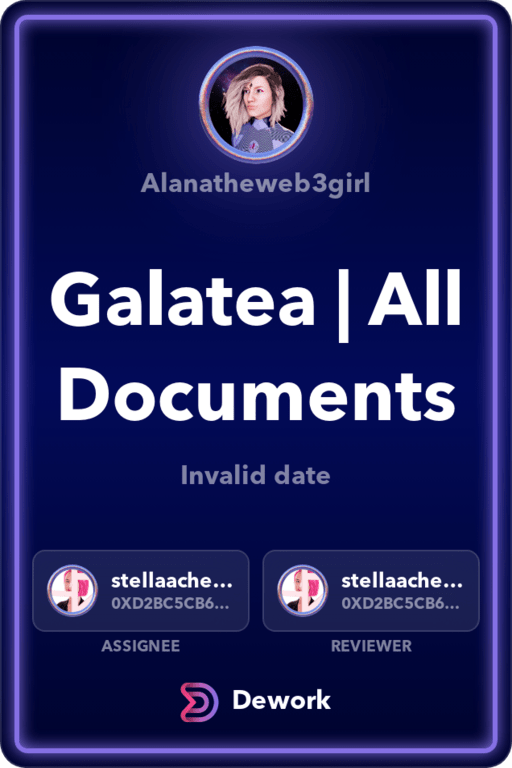 Alanatheweb3girl
Galatea | All
Documents
Invalid date
stellaache...
0XD2BC5CB6...
ASSIGNEE
stellaache...
0XD2BC5CB6...
REVIEWER
Dework